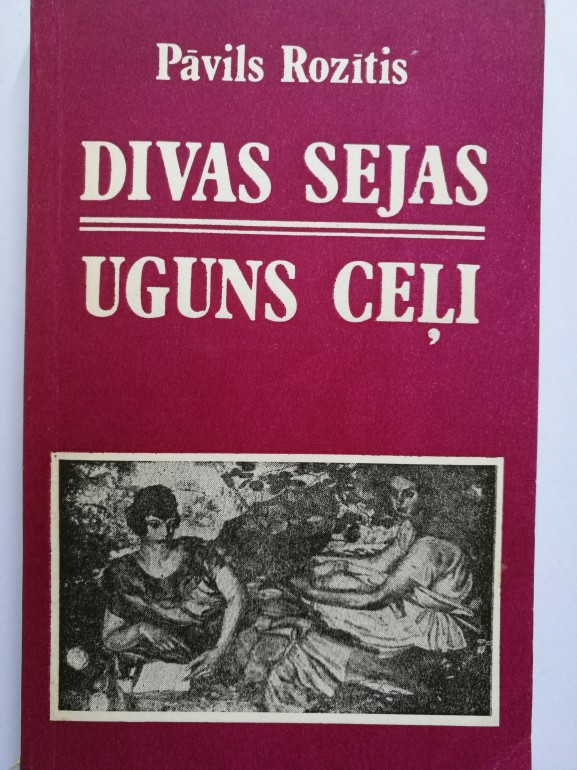 Pāvils Rozītis
DIVAS SEJAS
UGUNS CEĻI